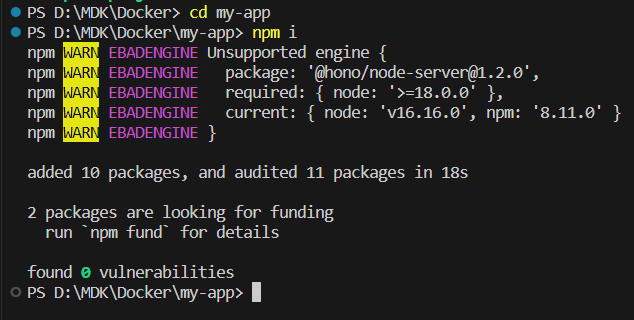 PS D:\MDK\Docker> cd my-app
PS D:\MDK\Docker\my-app> npm i
npm WARN EBADENGINE Unsupported engine {
npm WARN EBADENGINE   package: '@hono/node-server@1.2.0',
npm WARN EBADENGINE   required: { node: '>=18.0.0' },
npm WARN EBADENGINE   current: { node: 'v16.16.0', npm: '8.11.0' }
npm WARN EBADENGINE }
added 10 packages, and audited 11 packages in 18s
2 packages are looking for funding
  run `npm fund` for details
found 0 vulnerabilities
PS D:\MDK\Docker\my-app>